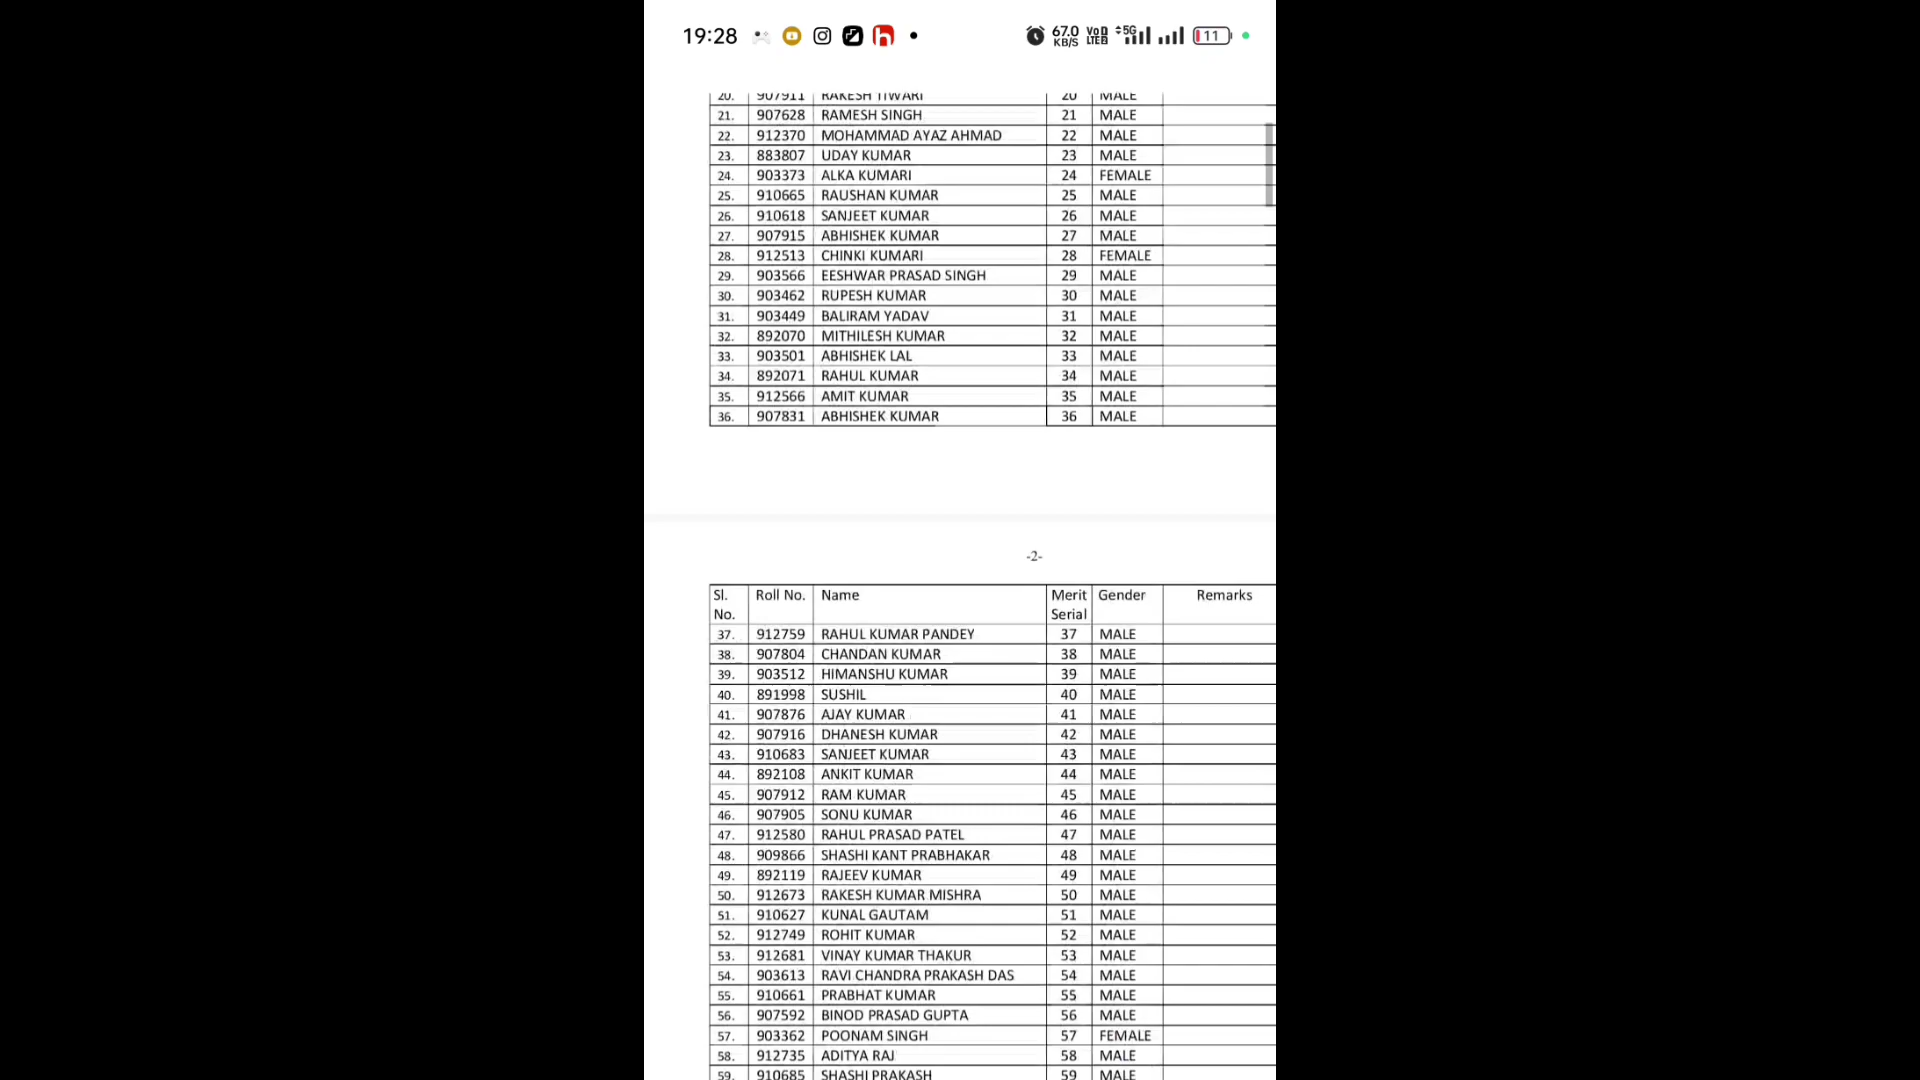 19:28 67.0 KB/S VoD LTE2 5G 11
20. 907911 RAKESH TIWARI 20 MALE
21. 907628 RAMESH SINGH 21 MALE
22. 912370 MOHAMMAD AYAZ AHMAD 22 MALE
23. 883807 UDAY KUMAR 23 MALE
24. 903373 ALKA KUMARI 24 FEMALE
25. 910665 RAUSHAN KUMAR 25 MALE
26. 910618 SANJEET KUMAR 26 MALE
27. 907915 ABHISHEK KUMAR 27 MALE
28. 912513 CHINKI KUMARI 28 FEMALE
29. 903566 EESHWAR PRASAD SINGH 29 MALE
30. 903462 RUPESH KUMAR 30 MALE
31. 903449 BALIRAM YADAV 31 MALE
32. 892070 MITHILESH KUMAR 32 MALE
33. 903501 ABHISHEK LAL 33 MALE
34. 892071 RAHUL KUMAR 34 MALE
35. 912566 AMIT KUMAR 35 MALE
36. 907831 ABHISHEK KUMAR 36 MALE
-2-
Sl. No. Roll No. Name Merit Serial Gender Remarks
37. 912759 RAHUL KUMAR PANDEY 37 MALE
38. 907804 CHANDAN KUMAR 38 MALE
39. 903512 HIMANSHU KUMAR 39 MALE
40. 891998 SUSHIL 40 MALE
41. 907876 AJAY KUMAR 41 MALE
42. 907916 DHANESH KUMAR 42 MALE
43. 910683 SANJEET KUMAR 43 MALE
44. 892108 ANKIT KUMAR 44 MALE
45. 907912 RAM KUMAR 45 MALE
46. 907905 SONU KUMAR 46 MALE
47. 912580 RAHUL PRASAD PATEL 47 MALE
48. 909866 SHASHI KANT PRABHAKAR 48 MALE
49. 892119 RAJEEV KUMAR 49 MALE
50. 912673 RAKESH KUMAR MISHRA 50 MALE
51. 910627 KUNAL GAUTAM 51 MALE
52. 912749 ROHIT KUMAR 52 MALE
53. 912681 VINAY KUMAR THAKUR 53 MALE
54. 903613 RAVI CHANDRA PRAKASH DAS 54 MALE
55. 910661 PRABHAT KUMAR 55 MALE
56. 907592 BINOD PRASAD GUPTA 56 MALE
57. 903362 POONAM SINGH 57 FEMALE
58. 912735 ADITYA RAJ 58 MALE
59. 910685 SHASHI PRAKASH 59 MALE